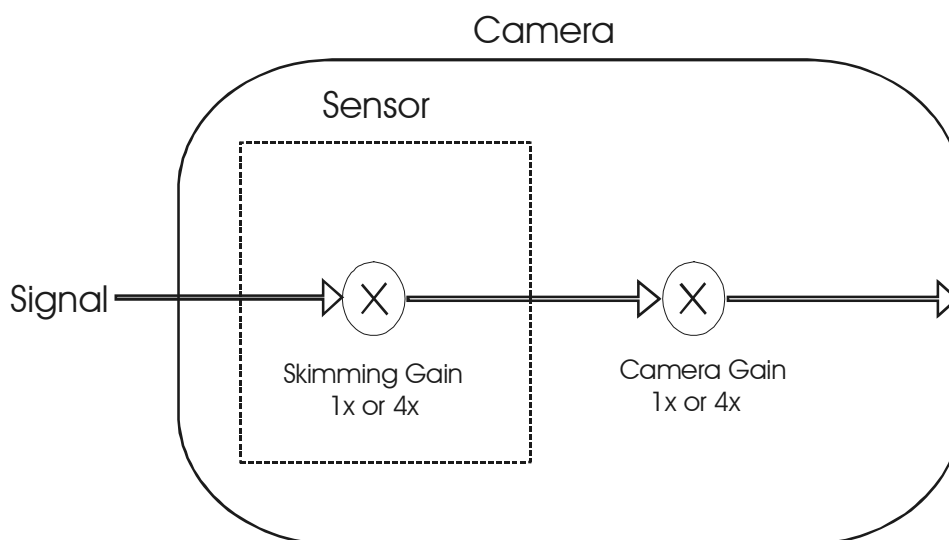 Camera
Sensor
Signal
X
X
Skimming Gain
1x or 4x
Camera Gain
1x or 4x